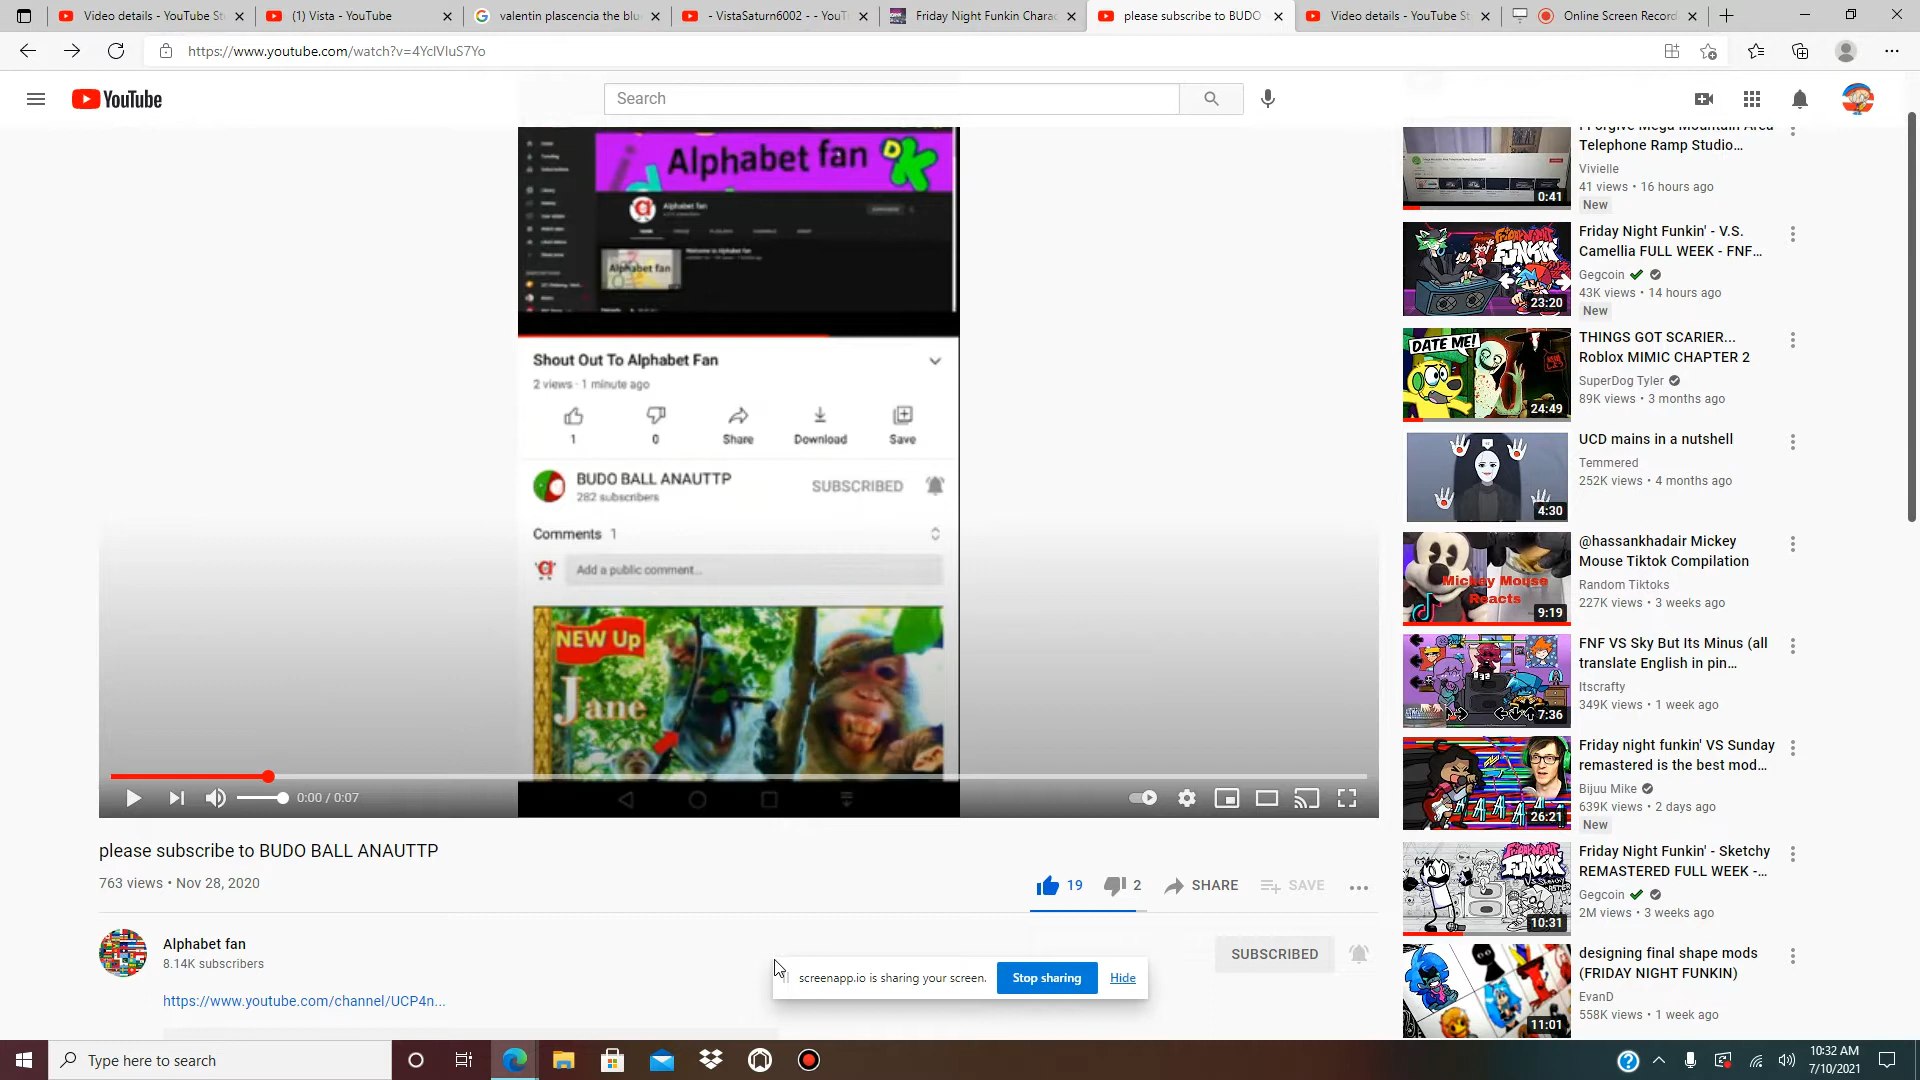 Video details - YouTube St
(1) Vista - YouTube
valentin plascencia the blu
- VistaSaturn6002 - - YouT
Friday Night Funkin Charac
please subscribe to BUDO
Video details - YouTube St
Online Screen Record
https://www.youtube.com/watch?v=4YcIVIuS7Yo
YouTube
Search
Alphabet fan
Alphabet fan
Welcome to Alphabet fan
Alphabet fan
Shout Out To Alphabet Fan
2 views · 1 minute ago
1
0
Share
Download
Save
BUDO BALL ANAUTTP
282 subscribers
SUBSCRIBED
Comments 1
Add a public comment...
NEW Up
Jane
0:00 / 0:07
please subscribe to BUDO BALL ANAUTTP
763 views • Nov 28, 2020
19
2
SHARE
SAVE
Alphabet fan
8.14K subscribers
SUBSCRIBED
https://www.youtube.com/channel/UCP4n...
screenapp.io is sharing your screen.
Stop sharing
Hide
Telephone Ramp Studio...
Vivielle
41 views • 16 hours ago
New
0:41
Friday Night Funkin' - V.S.
Camellia FULL WEEK - FNF...
Gegcoin
43K views • 14 hours ago
New
23:20
THINGS GOT SCARIER...
Roblox MIMIC CHAPTER 2
SuperDog Tyler
89K views • 3 months ago
DATE ME!
24:49
UCD mains in a nutshell
Temmered
252K views • 4 months ago
4:30
@hassankhadair Mickey
Mouse Tiktok Compilation
Random Tiktoks
227K views • 3 weeks ago
Mickey Mouse
Reacts
9:19
FNF VS Sky But Its Minus (all
translate English in pin...
Itscrafty
349K views • 1 week ago
7:36
Friday night funkin' VS Sunday
remastered is the best mod...
Bijuu Mike
639K views • 2 days ago
New
26:21
Friday Night Funkin' - Sketchy
REMASTERED FULL WEEK -...
Gegcoin
2M views • 3 weeks ago
10:31
designing final shape mods
(FRIDAY NIGHT FUNKIN)
EvanD
558K views • 1 week ago
11:01
Type here to search
10:32 AM
7/10/2021